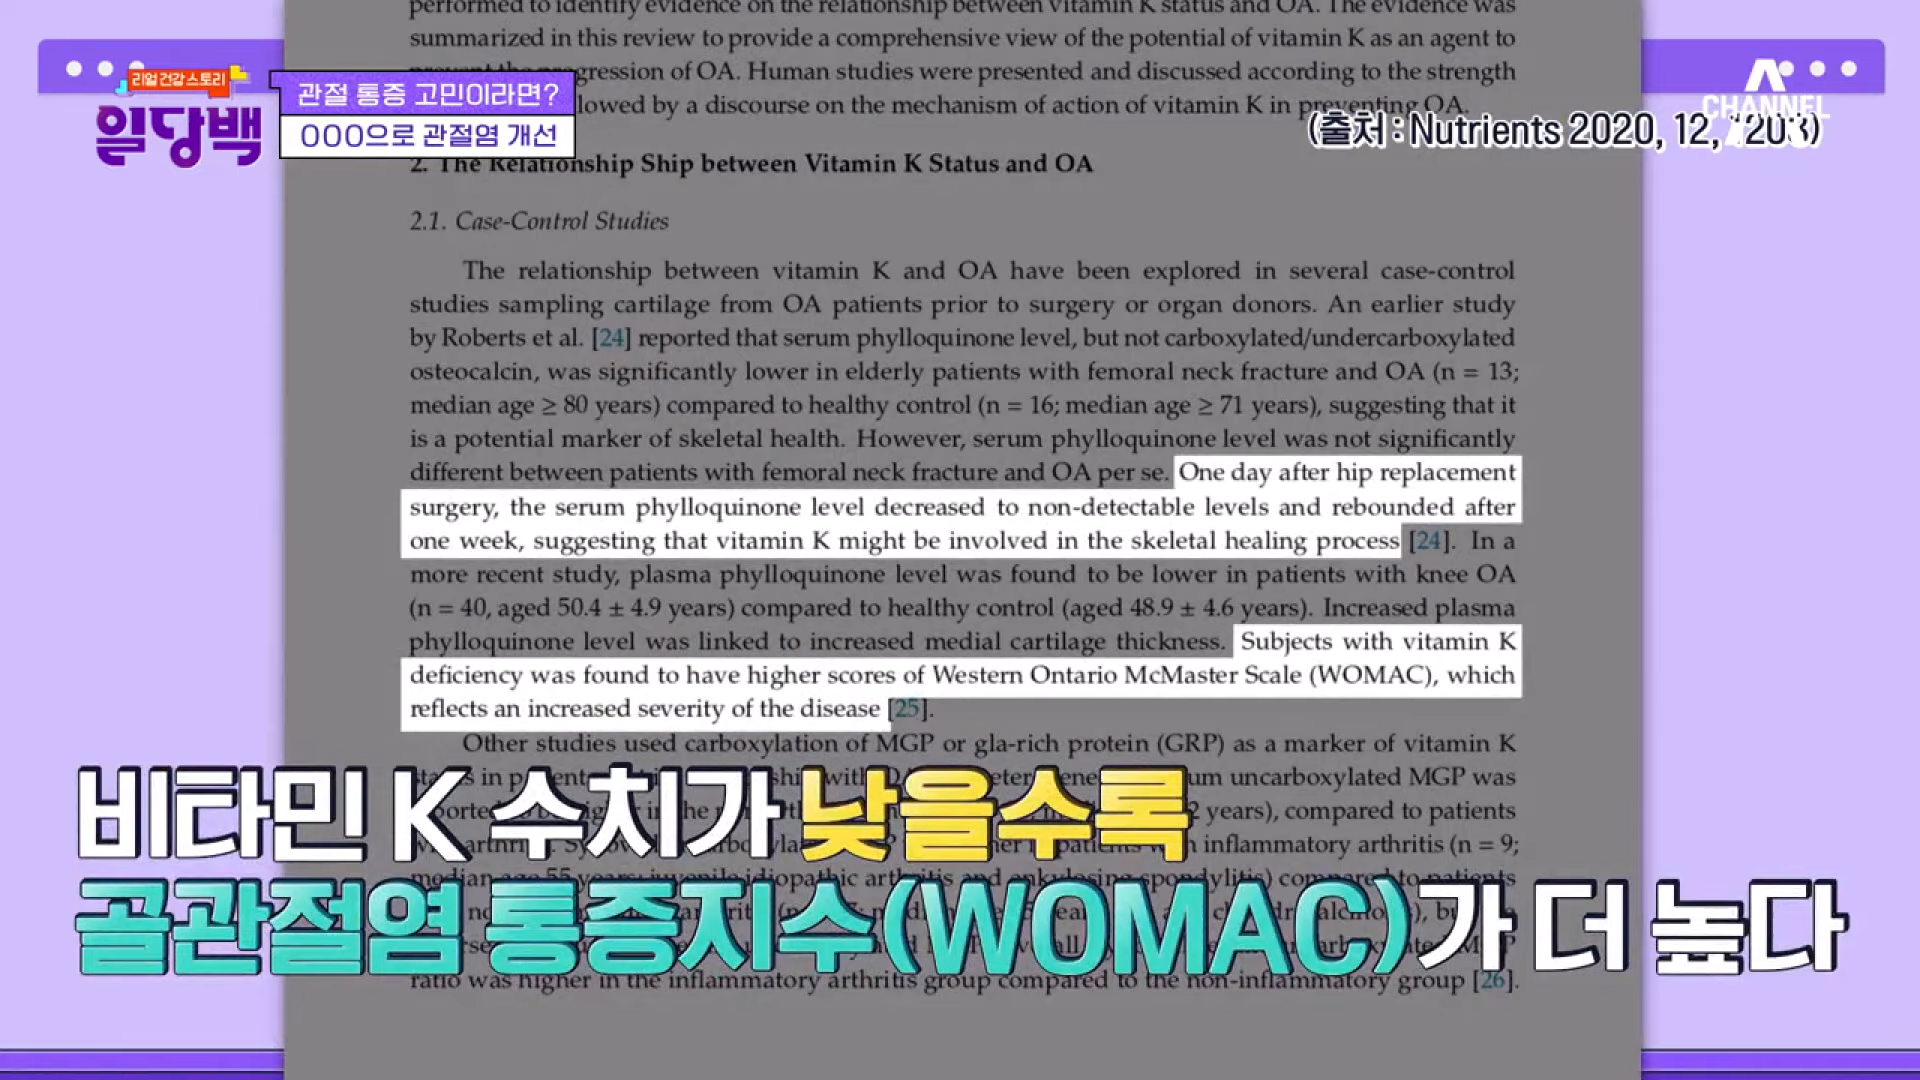 performed to identify evidence on the relationship between vitamin K status and OA. The evidence was
summarized in this review to provide a comprehensive view of the potential of vitamin K as an agent to
progression of OA. Human studies were presented and discussed according to the strength
리얼 건강 스토리
일당백
관절 통증 고민이라면?
OOO으로 관절염 개선
CHANNEL A
(출처 : Nutrients 2020, 12, 1203)
by a discourse on the mechanism of action of vitamin K in preventing OA.
2. The Relationship Ship between Vitamin K Status and OA
2.1. Case-Control Studies
The relationship between vitamin K and OA have been explored in several case-control
studies sampling cartilage from OA patients prior to surgery or organ donors. An earlier study
by Roberts et al. [24] reported that serum phylloquinone level, but not carboxylated/undercarboxylated
osteocalcin, was significantly lower in elderly patients with femoral neck fracture and OA (n = 13;
median age ≥ 80 years) compared to healthy control (n = 16; median age ≥ 71 years), suggesting that it
is a potential marker of skeletal health. However, serum phylloquinone level was not significantly
different between patients with femoral neck fracture and OA per se. One day after hip replacement
surgery, the serum phylloquinone level decreased to non-detectable levels and rebounded after
one week, suggesting that vitamin K might be involved in the skeletal healing process [24]. In a
more recent study, plasma phylloquinone level was found to be lower in patients with knee OA
(n = 40, aged 50.4 ± 4.9 years) compared to healthy control (aged 48.9 ± 4.6 years). Increased plasma
phylloquinone level was linked to increased medial cartilage thickness. Subjects with vitamin K
deficiency was found to have higher scores of Western Ontario McMaster Scale (WOMAC), which
reflects an increased severity of the disease [25].
Other studies used carboxylation of MGP or gla-rich protein (GRP) as a marker of vitamin K
uncarboxylated MGP was
years), compared to patients
inflammatory arthritis (n = 9;
비타민 K 수치가 낮을수록
골관절염 통증지수(WOMAC)가 더 높다
ratio was higher in the inflammatory arthritis group compared to the non-inflammatory group [26].